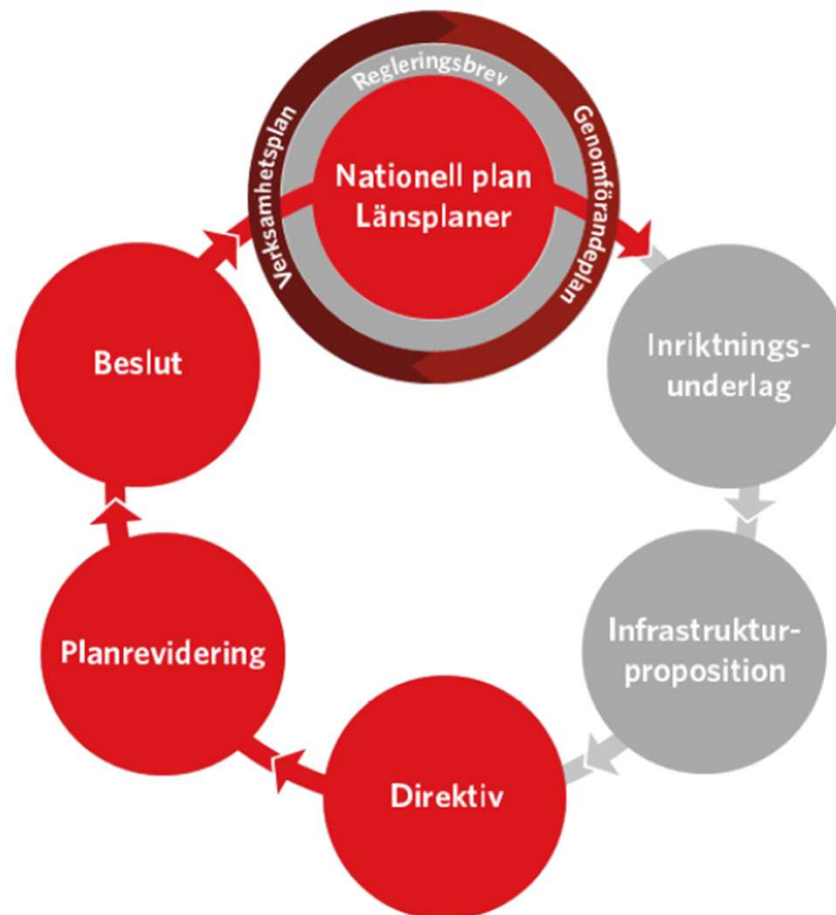 Regleringsbrev
Verksamhetsplan
Genomförandeplan
Nationell plan
Länsplaner
Inriktnings-
underlag
Infrastruktur-
proposition
Direktiv
Planrevidering
Beslut